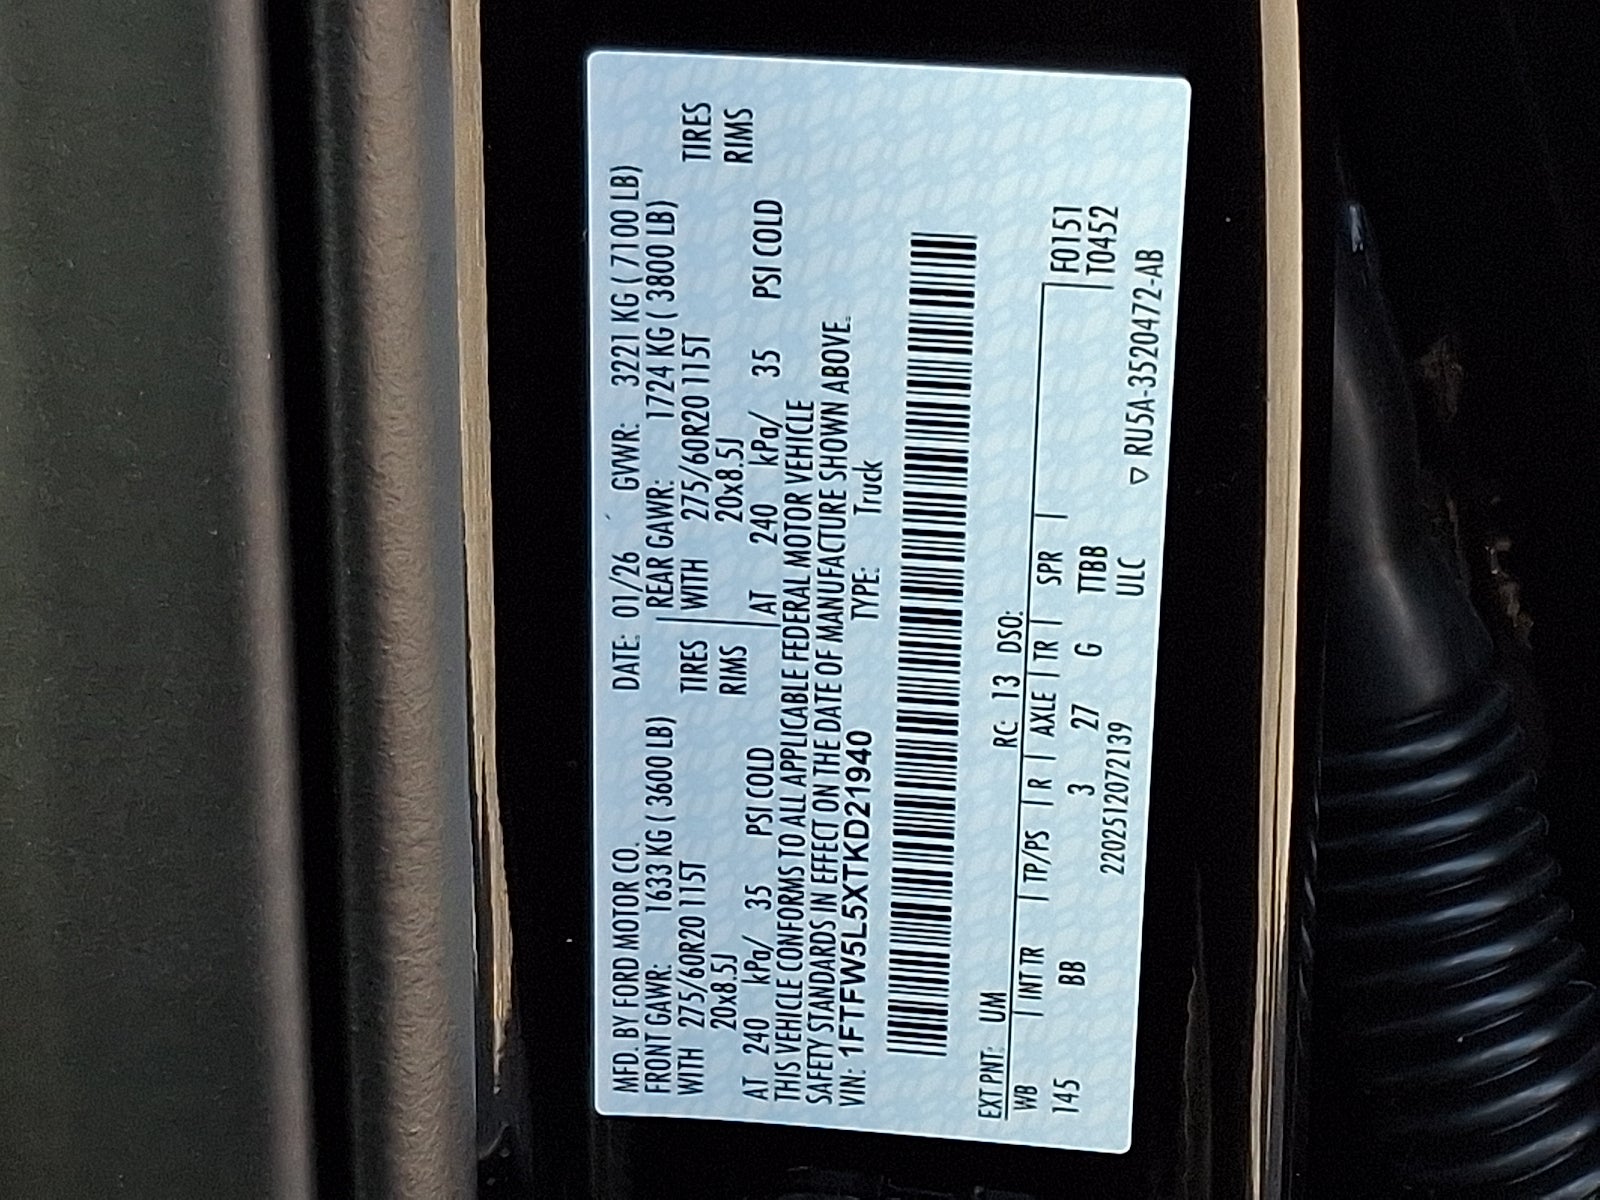 MFD. BY FORD MOTOR CO. DATE: 01/26 GVWR: 3221 KG ( 7100 LB)
FRONT GAWR: 1633 KG ( 3600 LB) REAR GAWR: 1724 KG ( 3800 LB)
WITH 275/60R20 115T TIRES WITH 275/60R20 115T TIRES
20x8.5J RIMS 20x8.5J RIMS
AT 240 kPa/ 35 PSI COLD AT 240 kPa/ 35 PSI COLD
THIS VEHICLE CONFORMS TO ALL APPLICABLE FEDERAL MOTOR VEHICLE
SAFETY STANDARDS IN EFFECT ON THE DATE OF MANUFACTURE SHOWN ABOVE.
VIN: 1FTFW5L5XTKD21940 TYPE: Truck
EXT PNT: UM RC: 13 DSO:
WB | INT TR | TP/PS | R | AXLE | TR | SPR | F0151
145 BB 3 27 G TTBB T0452
22025120721​39 ULC ▽ RU5A-3520472-AB